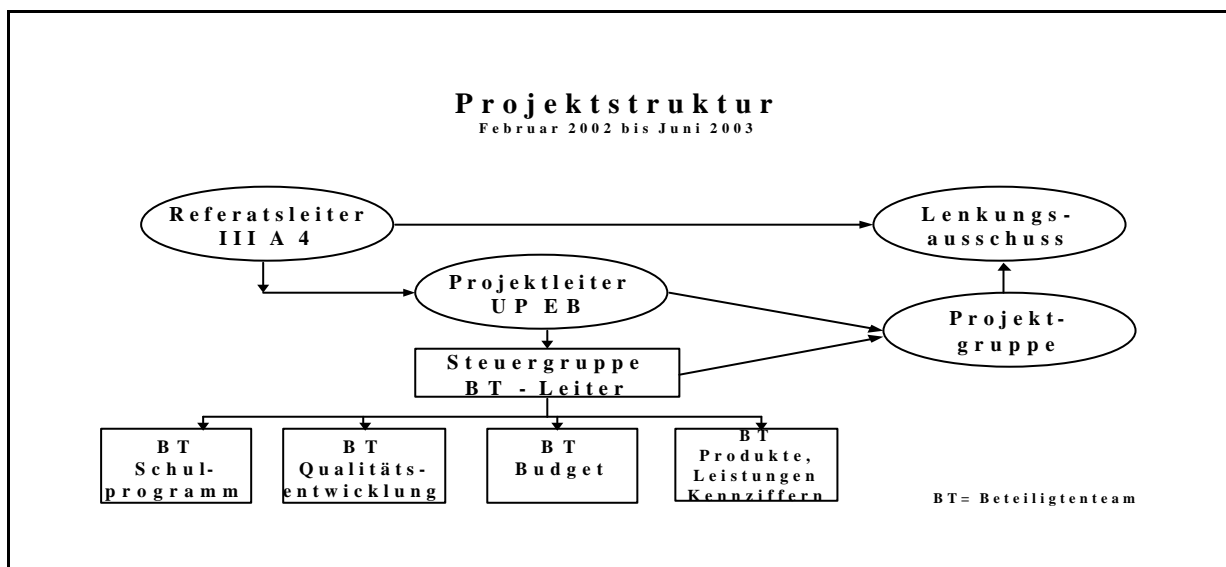 Projektstruktur
Februar 2002 bis Juni 2003
Referatsleiter
III A 4
Lenkungs-
ausschuss
Projektleiter
UP EB
Projekt-
gruppe
Steuergruppe
BT - Leiter
BT
Schul-
programm
BT
Qualitäts-
entwicklung
BT
Budget
BT
Produkte,
Leistungen
Kennziffern
BT= Beteiligtenteam